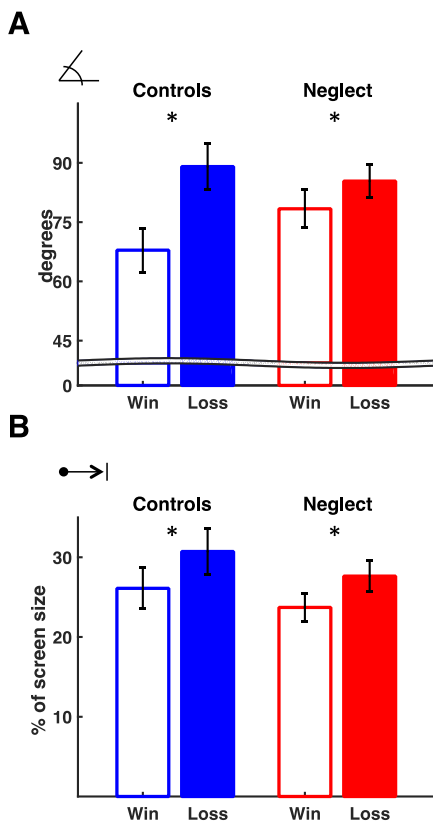 A
Controls Neglect
* *
90
75
60
45
0
degrees
Win Loss Win Loss
B
Controls Neglect
* *
30
20
10
% of screen size
Win Loss Win Loss